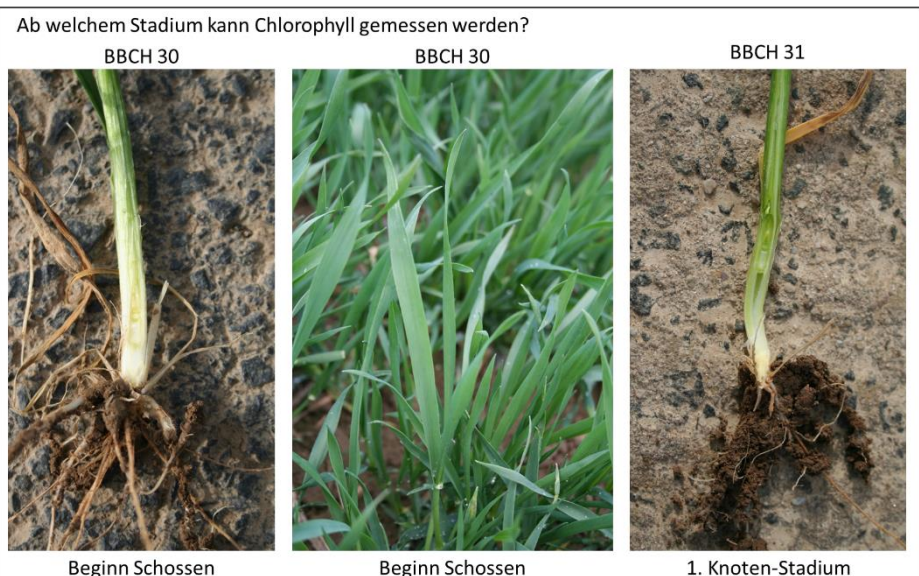 Ab welchem Stadium kann Chlorophyll gemessen werden?
BBCH 30
BBCH 30
BBCH 31
Beginn Schossen
Beginn Schossen
1. Knoten-Stadium